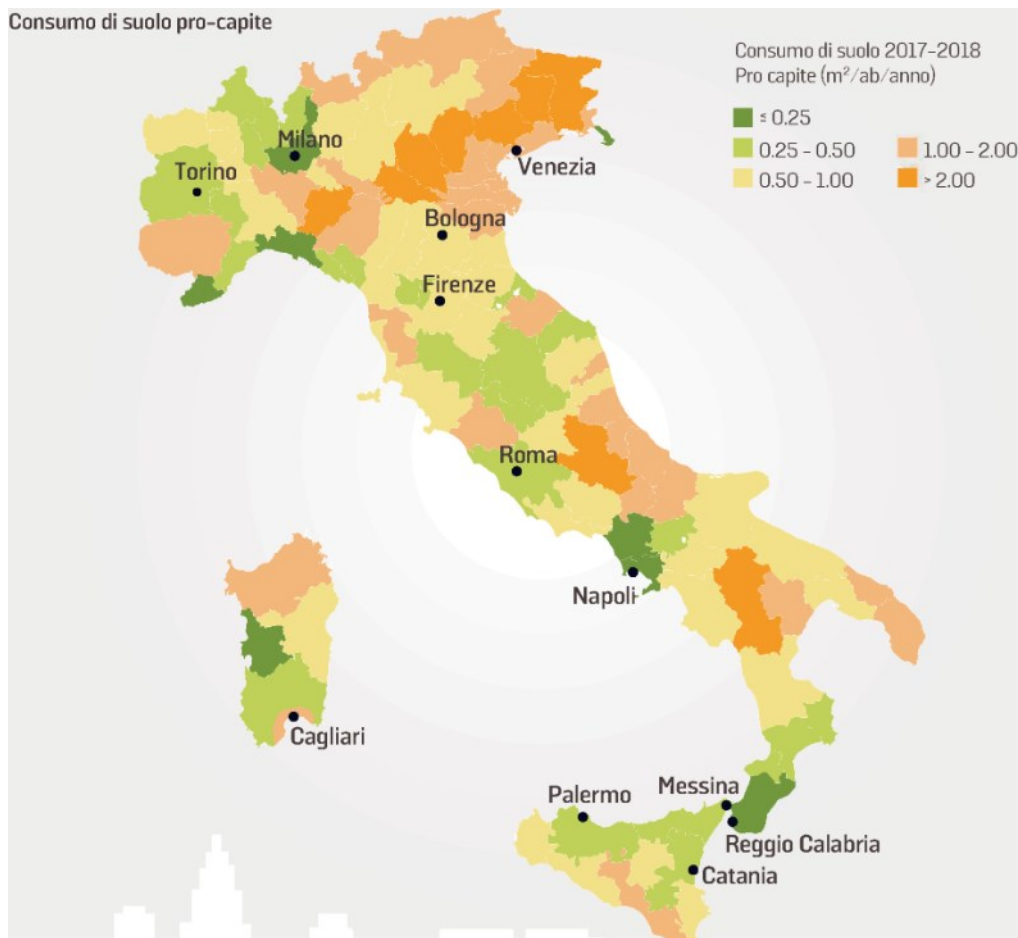 Consumo di suolo pro-capite
Consumo di suolo 2017-2018
Pro capite (m²/ab/anno)
≤ 0.25
0.25 - 0.50
0.50 - 1.00
1.00 - 2.00
> 2.00
Milano
Torino
Venezia
Bologna
Firenze
Roma
Napoli
Cagliari
Messina
Palermo
Reggio Calabria
Catania